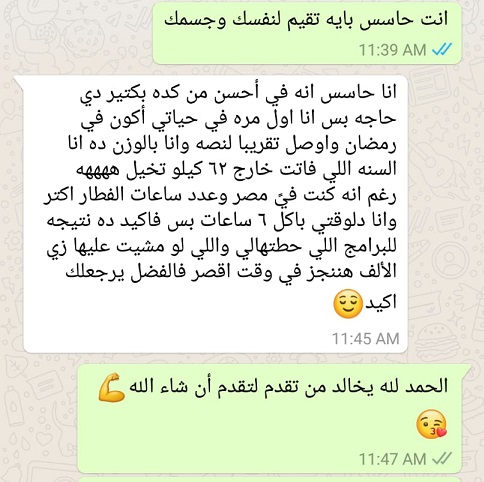 انت حاسس بايه تقيم لنفسك وجسمك
11:39 AM
انا حاسس انه في أحسن من كده بكتير دي
حاجه بس انا اول مره في حياتي أكون في
رمضان واوصل تقريبا لنصه وانا بالوزن ده انا
السنه اللي فاتت خارج ٦٢ كيلو تخيل ههههه
رغم انه كنت فيً مصر وعدد ساعات الفطار اكتر
وانا دلوقتي باكل ٦ ساعات بس فاكيد ده نتيجه
للبرامج اللي حطتهالي واللي لو مشيت عليها زي
الألف هننجز في وقت اقصر فالفضل يرجعلك
اكيد😌
11:45 AM
الحمد لله يخالد من تقدم لتقدم أن شاء الله 💪
😘
11:47 AM